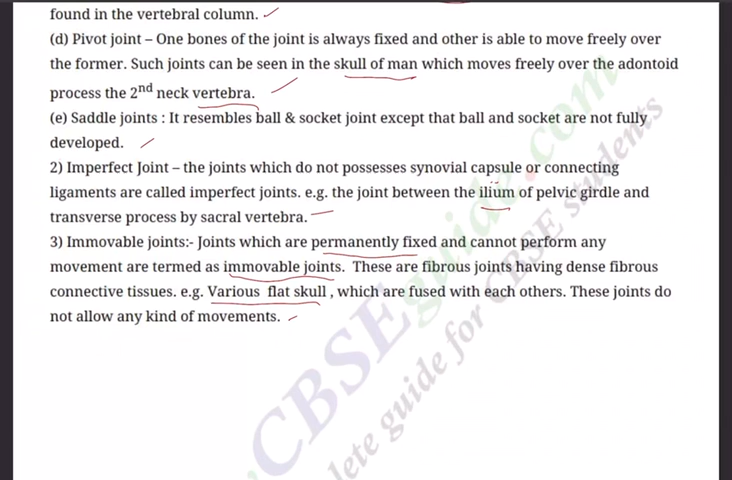 found in the vertebral column.
(d) Pivot joint – One bones of the joint is always fixed and other is able to move freely over
the former. Such joints can be seen in the skull of man which moves freely over the adontoid
process the 2nd neck vertebra.
(e) Saddle joints : It resembles ball & socket joint except that ball and socket are not fully
developed.
2) Imperfect Joint – the joints which do not possesses synovial capsule or connecting
ligaments are called imperfect joints. e.g. the joint between the ilium of pelvic girdle and
transverse process by sacral vertebra.
3) Immovable joints:- Joints which are permanently fixed and cannot perform any
movement are termed as immovable joints. These are fibrous joints having dense fibrous
connective tissues. e.g. Various flat skull , which are fused with each others. These joints do
not allow any kind of movements.
CBSEguide.com
lete guide for CBSE students